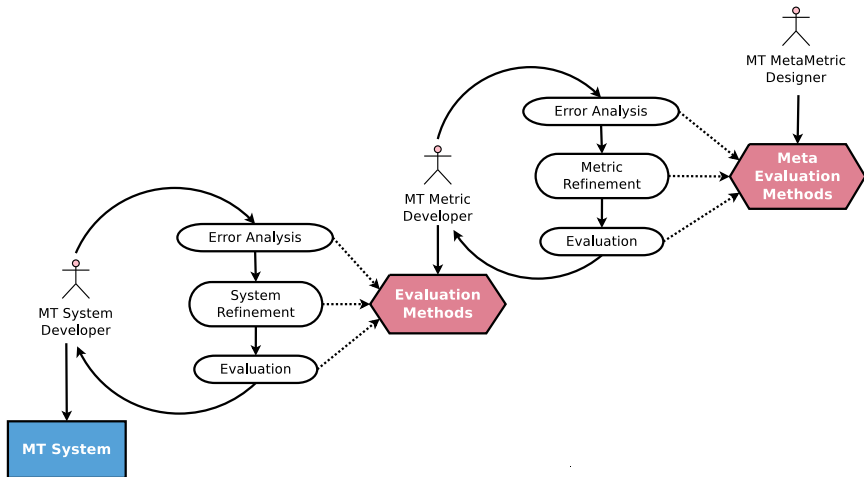 MT MetaMetric
Designer
Error Analysis
Metric
Refinement
Evaluation
Meta
Evaluation
Methods
MT Metric
Developer
Error Analysis
System
Refinement
Evaluation
Evaluation
Methods
MT System
Developer
MT System